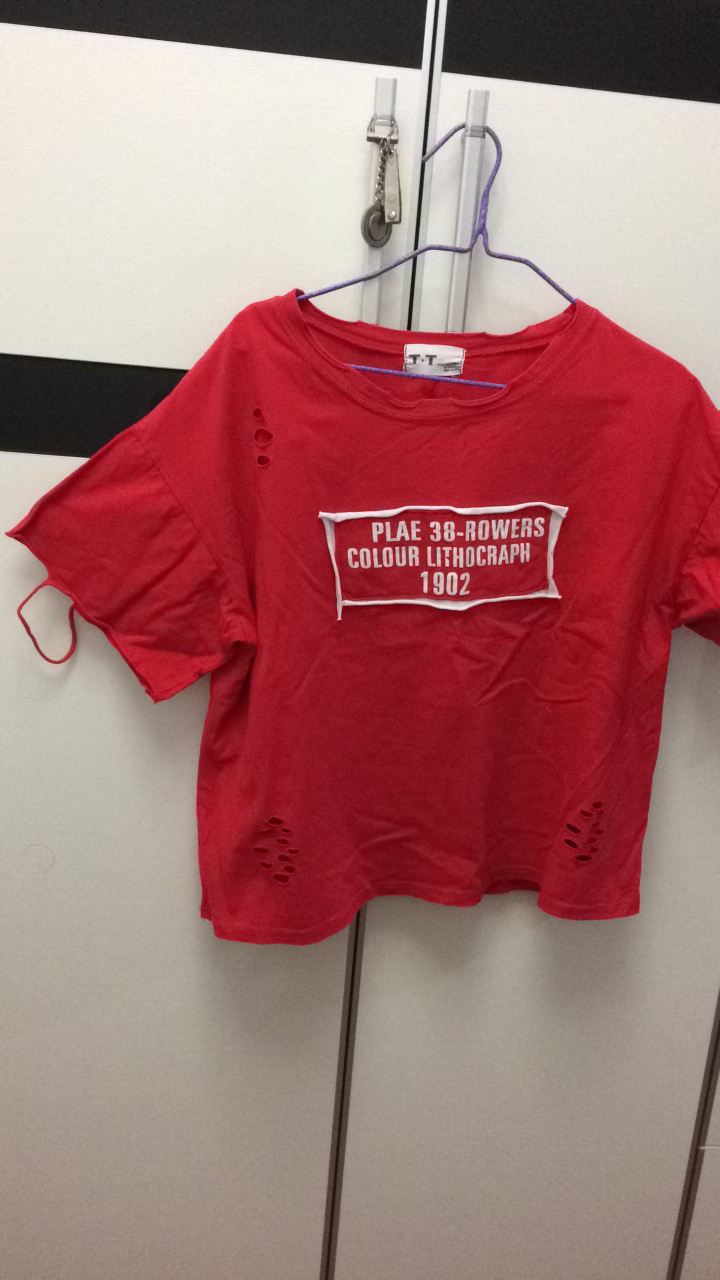 T·T
PLAE 38-ROWERS
COLOUR LITHOCRAPH
1902